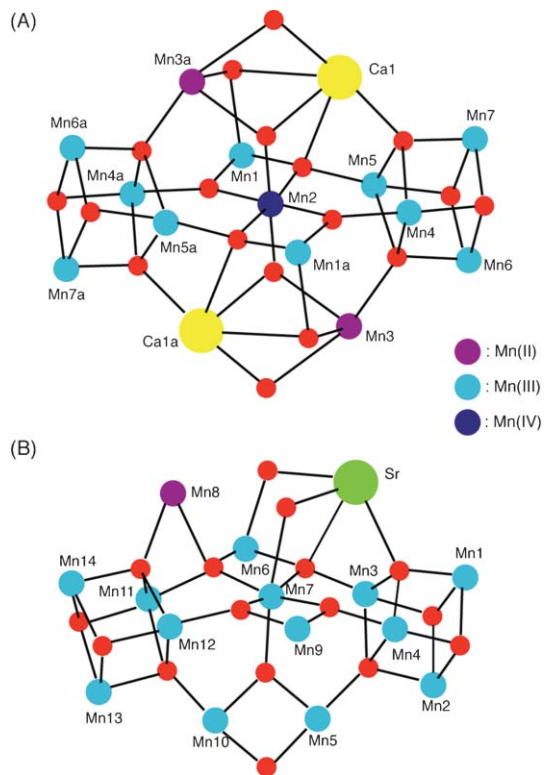 (A)
Mn3a
Ca1
Mn6a
Mn7
Mn1
Mn5
Mn4a
Mn2
Mn4
Mn5a
Mn1a
Mn6
Mn7a
Ca1a
Mn3
: Mn(II)
: Mn(III)
: Mn(IV)
(B)
Sr
Mn8
Mn14
Mn6
Mn3
Mn1
Mn11
Mn7
Mn12
Mn9
Mn4
Mn13
Mn2
Mn10
Mn5